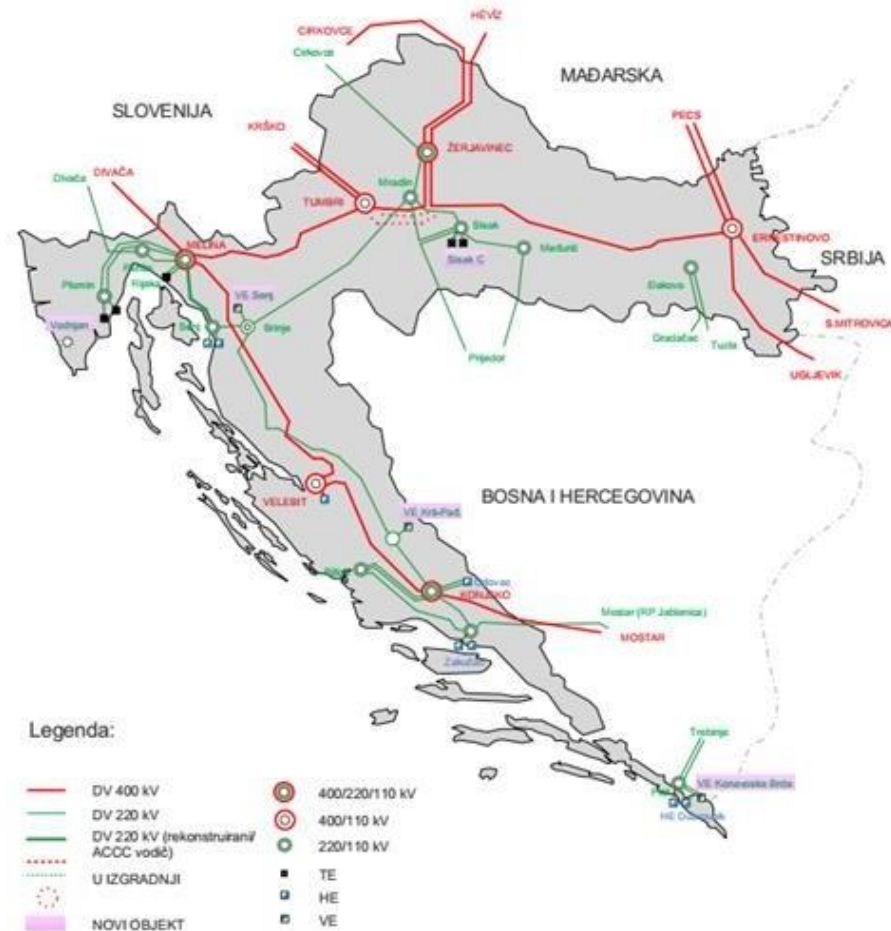 HEVIZ
CIRKOVCE
Cirkovce
MAĐARSKA
SLOVENIJA
PECS
KRŠKO
ŽERJAVINEC
DIVAČA
Divača
Mraclin
TUMBRI
MELINA
Sisak
ERNESTINOVO
Međurić
SRBIJA
Sisak C
Rijeka
Plomin
Đakovo
VE Senj
Vodnjan
Senj
Brinje
S.MITROVICA
Gradačac
Tuzla
Prijedor
UGLJEVIK
BOSNA I HERCEGOVINA
VELEBIT
VE Krš-Pađ.
Orlovac
KONJSKO
Mostar (RP Jablanica)
MOSTAR
Zakučac
Legenda:
Trebinje
VE Konavoska Brda
DV 400 kV
400/220/110 kV
DV 220 kV
400/110 kV
DV 220 kV (rekonstruirani/
ACCC vodič)
220/110 kV
U IZGRADNJI
TE
HE
NOVI OBJEKT
VE